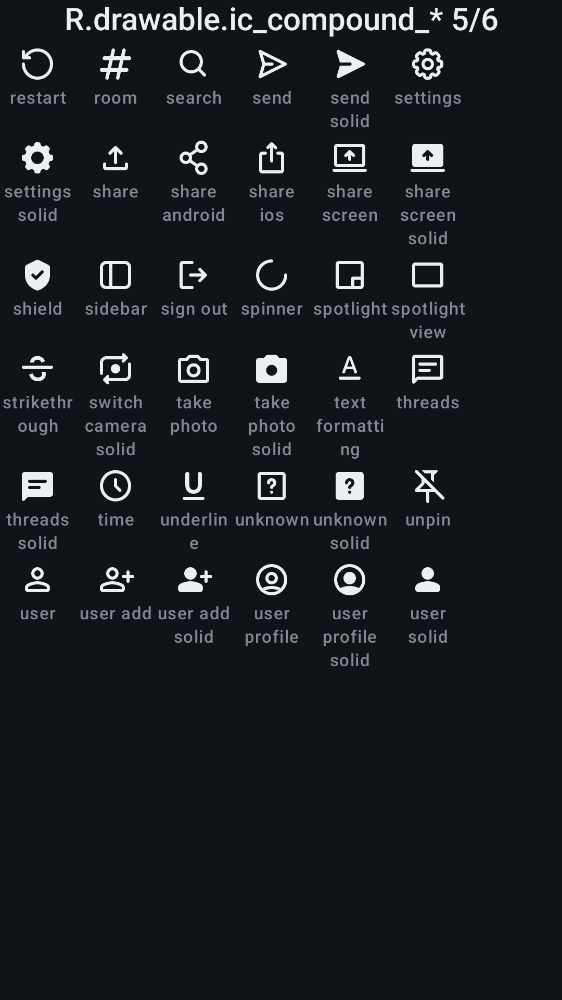 R.drawable.ic_compound_* 5/6
restart room search send send settings
solid
settings share share share share share
solid android ios screen screen
solid
shield sidebar sign out spinner spotlight spotlight
view
strikethr switch take take text threads
ough camera photo photo formatti
solid solid ng
threads time underlin unknown unknown unpin
solid e solid
user user add user add user user user
solid profile profile solid
solid